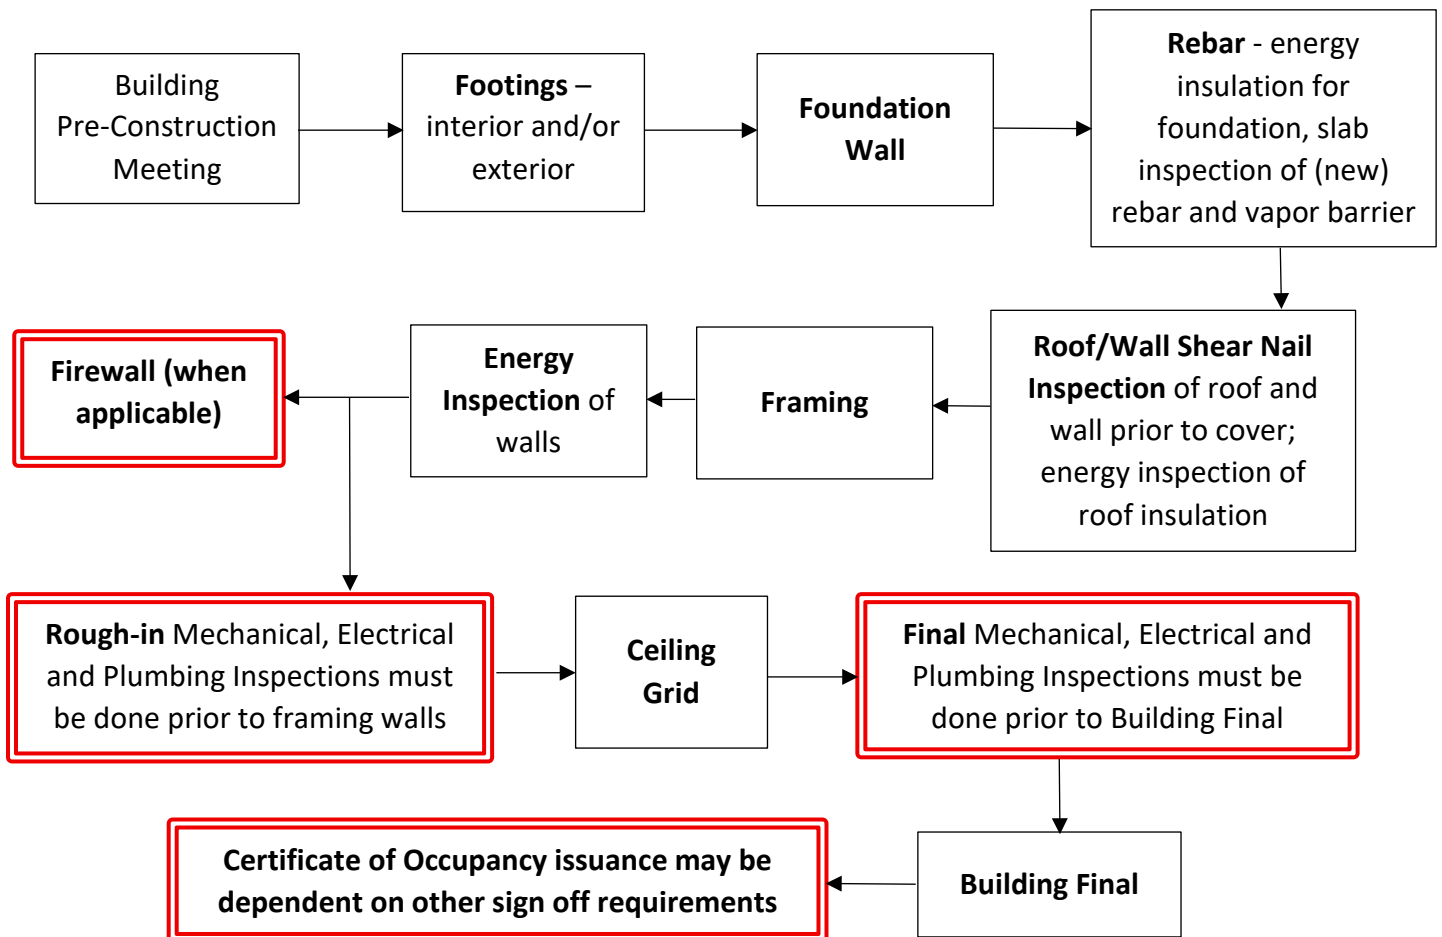 Building
Pre-Construction
Meeting
Footings –
interior and/or
exterior
Foundation
Wall
Rebar - energy
insulation for
foundation, slab
inspection of (new)
rebar and vapor barrier
Roof/Wall Shear Nail
Inspection of roof and
wall prior to cover;
energy inspection of
roof insulation
Framing
Energy
Inspection of
walls
Firewall (when
applicable)
Rough-in Mechanical, Electrical
and Plumbing Inspections must
be done prior to framing walls
Ceiling
Grid
Final Mechanical, Electrical and
Plumbing Inspections must be
done prior to Building Final
Building Final
Certificate of Occupancy issuance may be
dependent on other sign off requirements